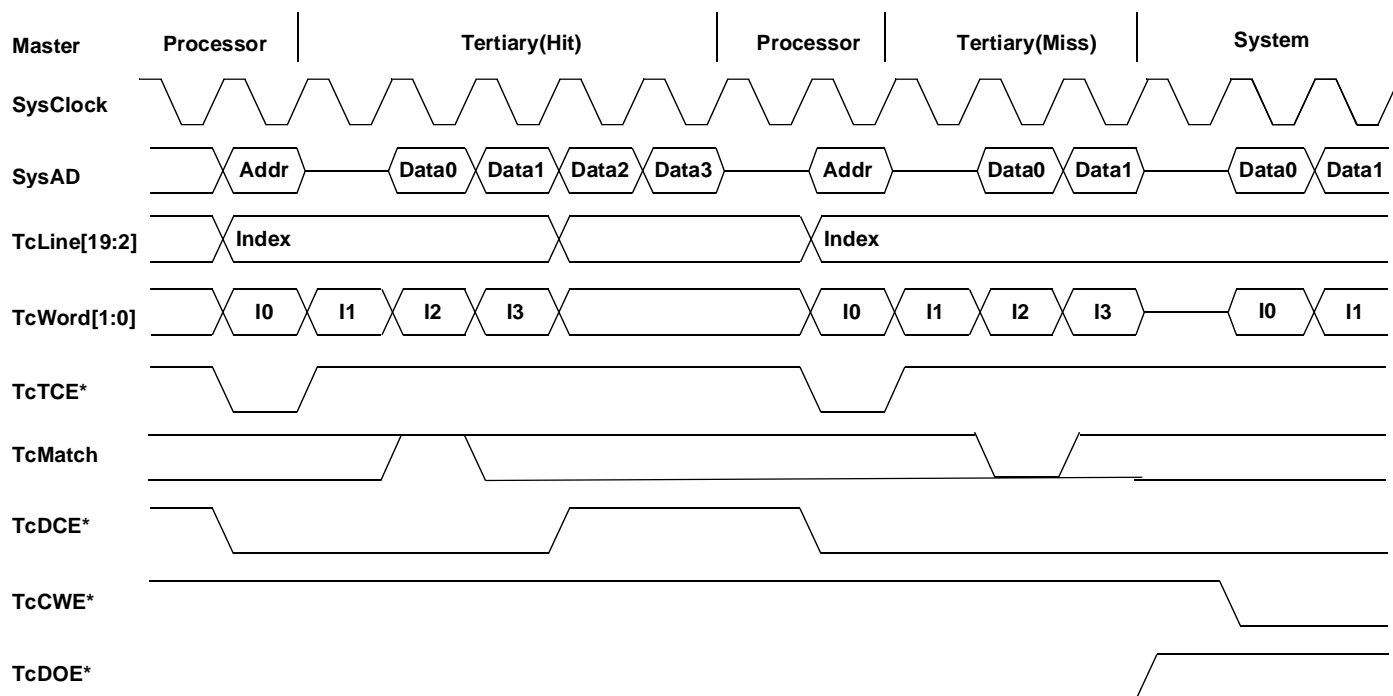 Master Processor Tertiary(Hit) Processor Tertiary(Miss) System
SysClock
SysAD Addr Data0 Data1 Data2 Data3 Addr Data0 Data1 Data0 Data1
TcLine[19:2] Index Index
TcWord[1:0] I0 I1 I2 I3 I0 I1 I2 I3 I0 I1
TcTCE*
TcMatch
TcDCE*
TcCWE*
TcDOE*